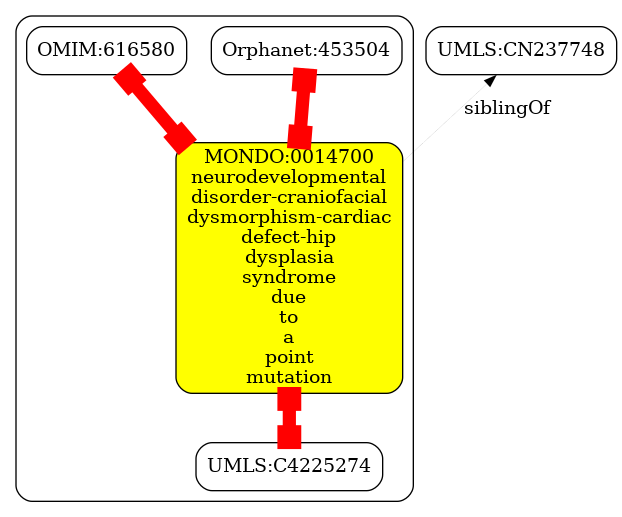 OMIM:616580
Orphanet:453504
UMLS:CN237748
siblingOf
MONDO:0014700
neurodevelopmental
disorder-craniofacial
dysmorphism-cardiac
defect-hip
dysplasia
syndrome
due
to
a
point
mutation
UMLS:C4225274